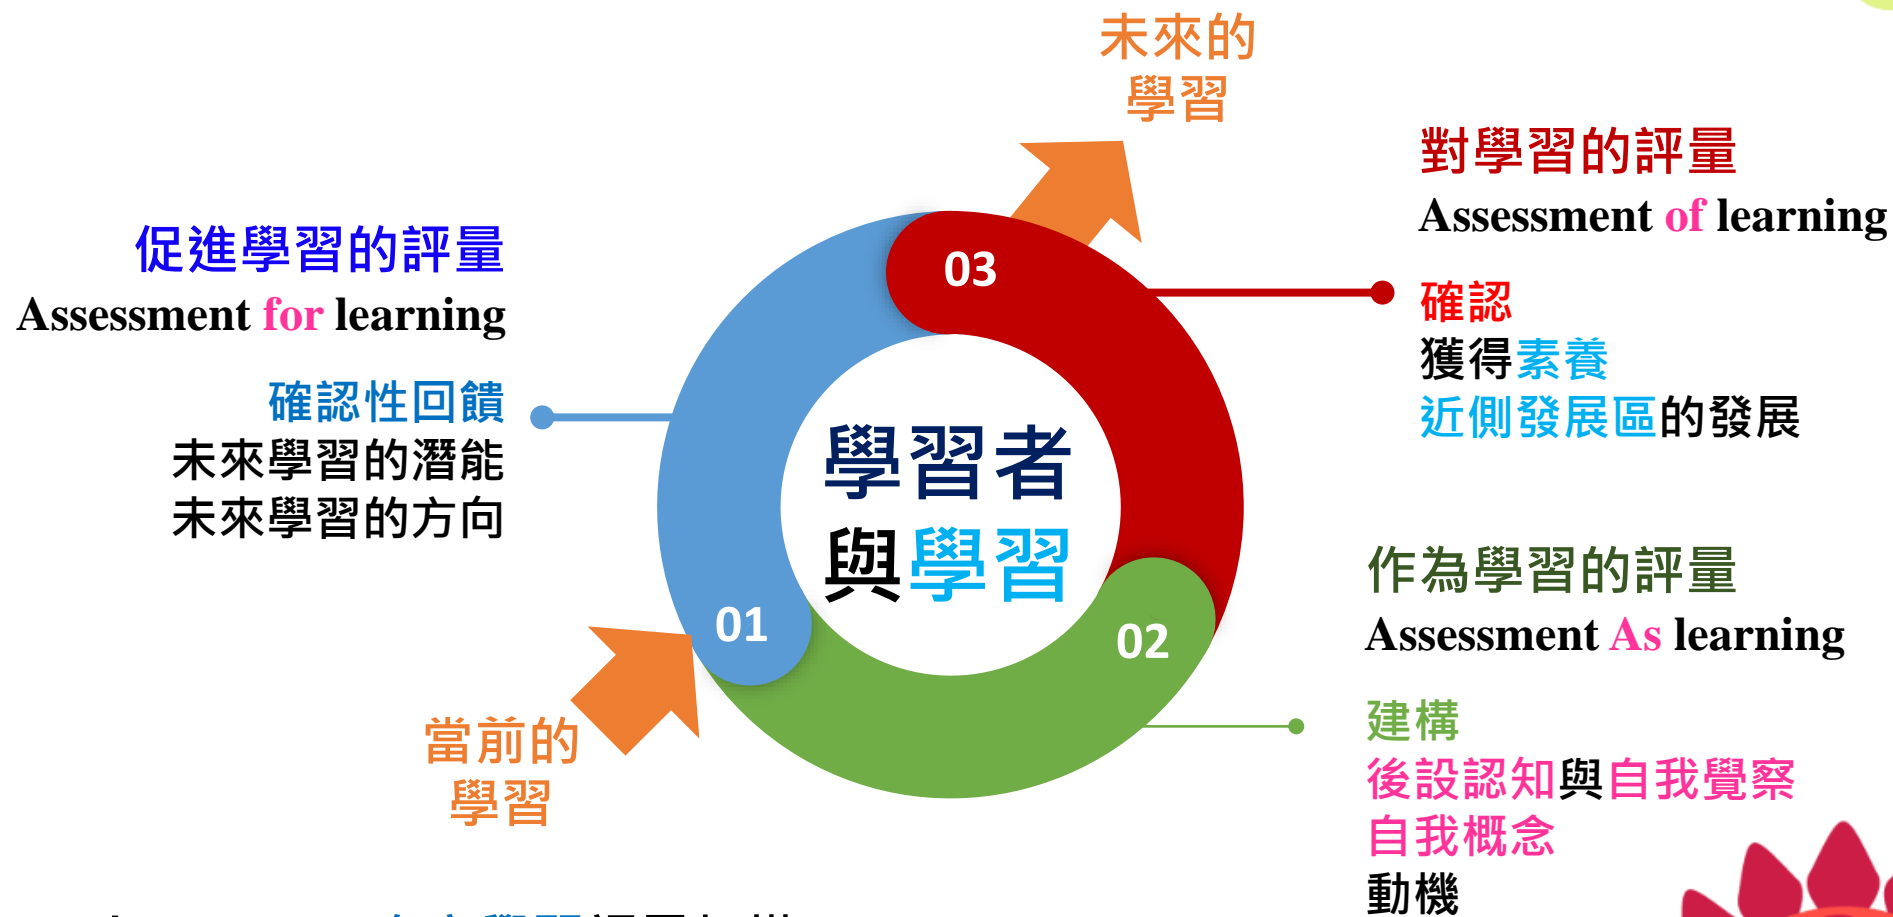 未來的
學習
促進學習的評量
Assessment for learning
確認性回饋
未來學習的潛能
未來學習的方向
對學習的評量
Assessment of learning
確認
獲得素養
近側發展區的發展
03
學習者
與學習
01
02
作為學習的評量
Assessment As learning
建構
後設認知與自我覺察
自我概念
動機
當前的
學習